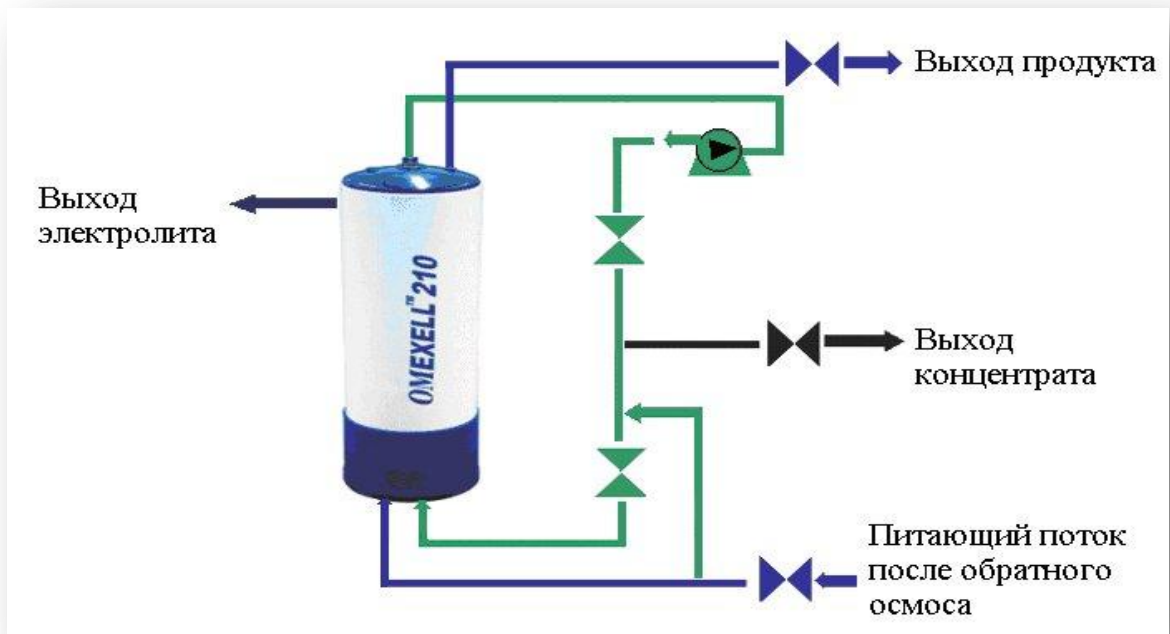 Выход продукта
Выход
электролита
OMEXELL™ 210
Выход
концентрата
Питающий поток
после обратного
осмоса